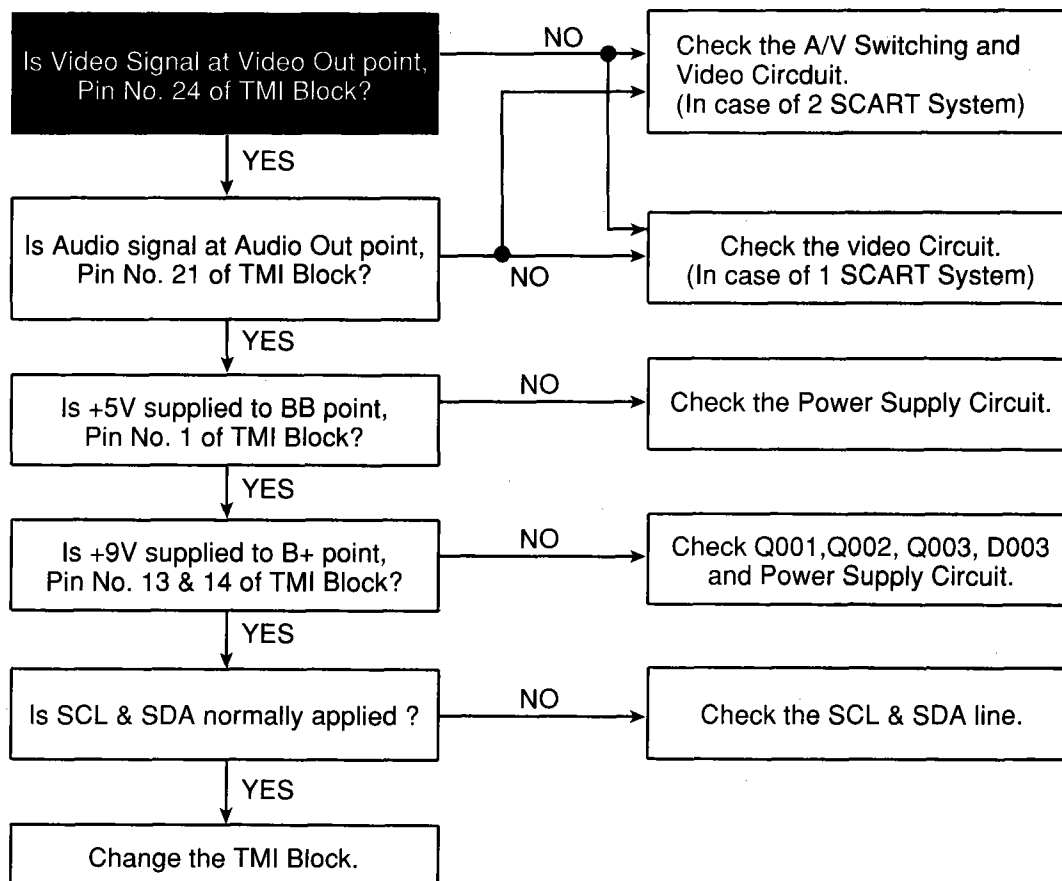 Is Video Signal at Video Out point,
Pin No. 24 of TMI Block?
NO
Check the A/V Switching and
Video Circduit.
(In case of 2 SCART System)
YES
Is Audio signal at Audio Out point,
Pin No. 21 of TMI Block?
NO
Check the video Circuit.
(In case of 1 SCART System)
YES
Is +5V supplied to BB point,
Pin No. 1 of TMI Block?
NO
Check the Power Supply Circuit.
YES
Is +9V supplied to B+ point,
Pin No. 13 & 14 of TMI Block?
NO
Check Q001,Q002, Q003, D003
and Power Supply Circuit.
YES
Is SCL & SDA normally applied ?
NO
Check the SCL & SDA line.
YES
Change the TMI Block.